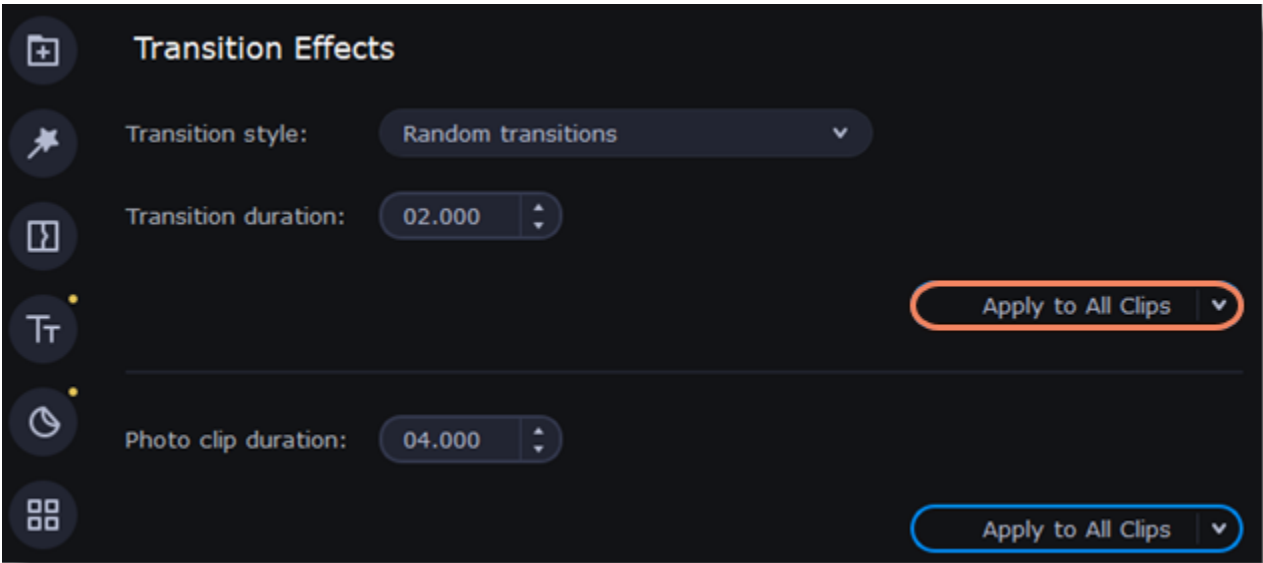 Transition Effects
Transition style: Random transitions
Transition duration: 02.000
Apply to All Clips
Photo clip duration: 04.000
Apply to All Clips